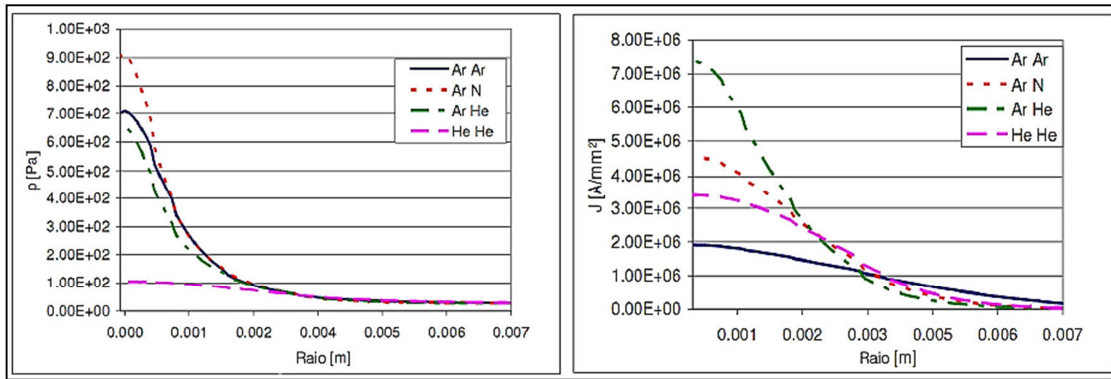 1.00E+03
9.00E+02
8.00E+02
7.00E+02
6.00E+02
5.00E+02
4.00E+02
3.00E+02
2.00E+02
1.00E+02
0.00E+00
p [Pa]
Ar Ar
Ar N
Ar He
He He
0.000 0.001 0.002 0.004 0.005 0.006 0.007
Raio [m]
8.00E+06
7.00E+06
6.00E+06
5.00E+06
4.00E+06
3.00E+06
2.00E+06
1.00E+06
0.00E+00
J [A/mm²]
Ar Ar
Ar N
Ar He
He He
0.001 0.002 0.003 0.005 0.006 0.007
Raio [m]